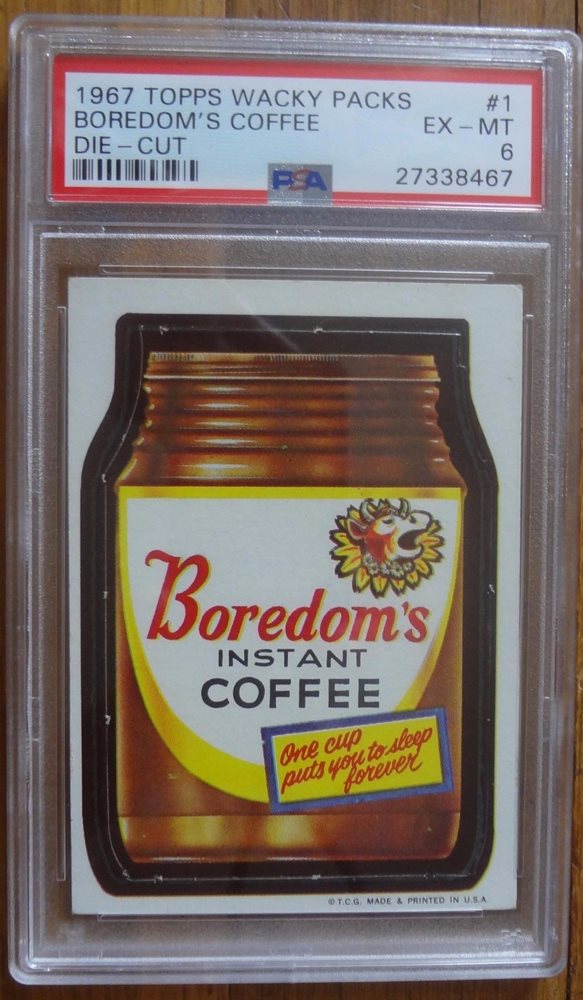 1967 TOPPS WACKY PACKS #1
BOREDOM'S COFFEE EX - MT
DIE - CUT 6
PSA 27338467
Boredom's
INSTANT
COFFEE
One cup
puts you to sleep
forever
© T.C.G. MADE & PRINTED IN U.S.A.